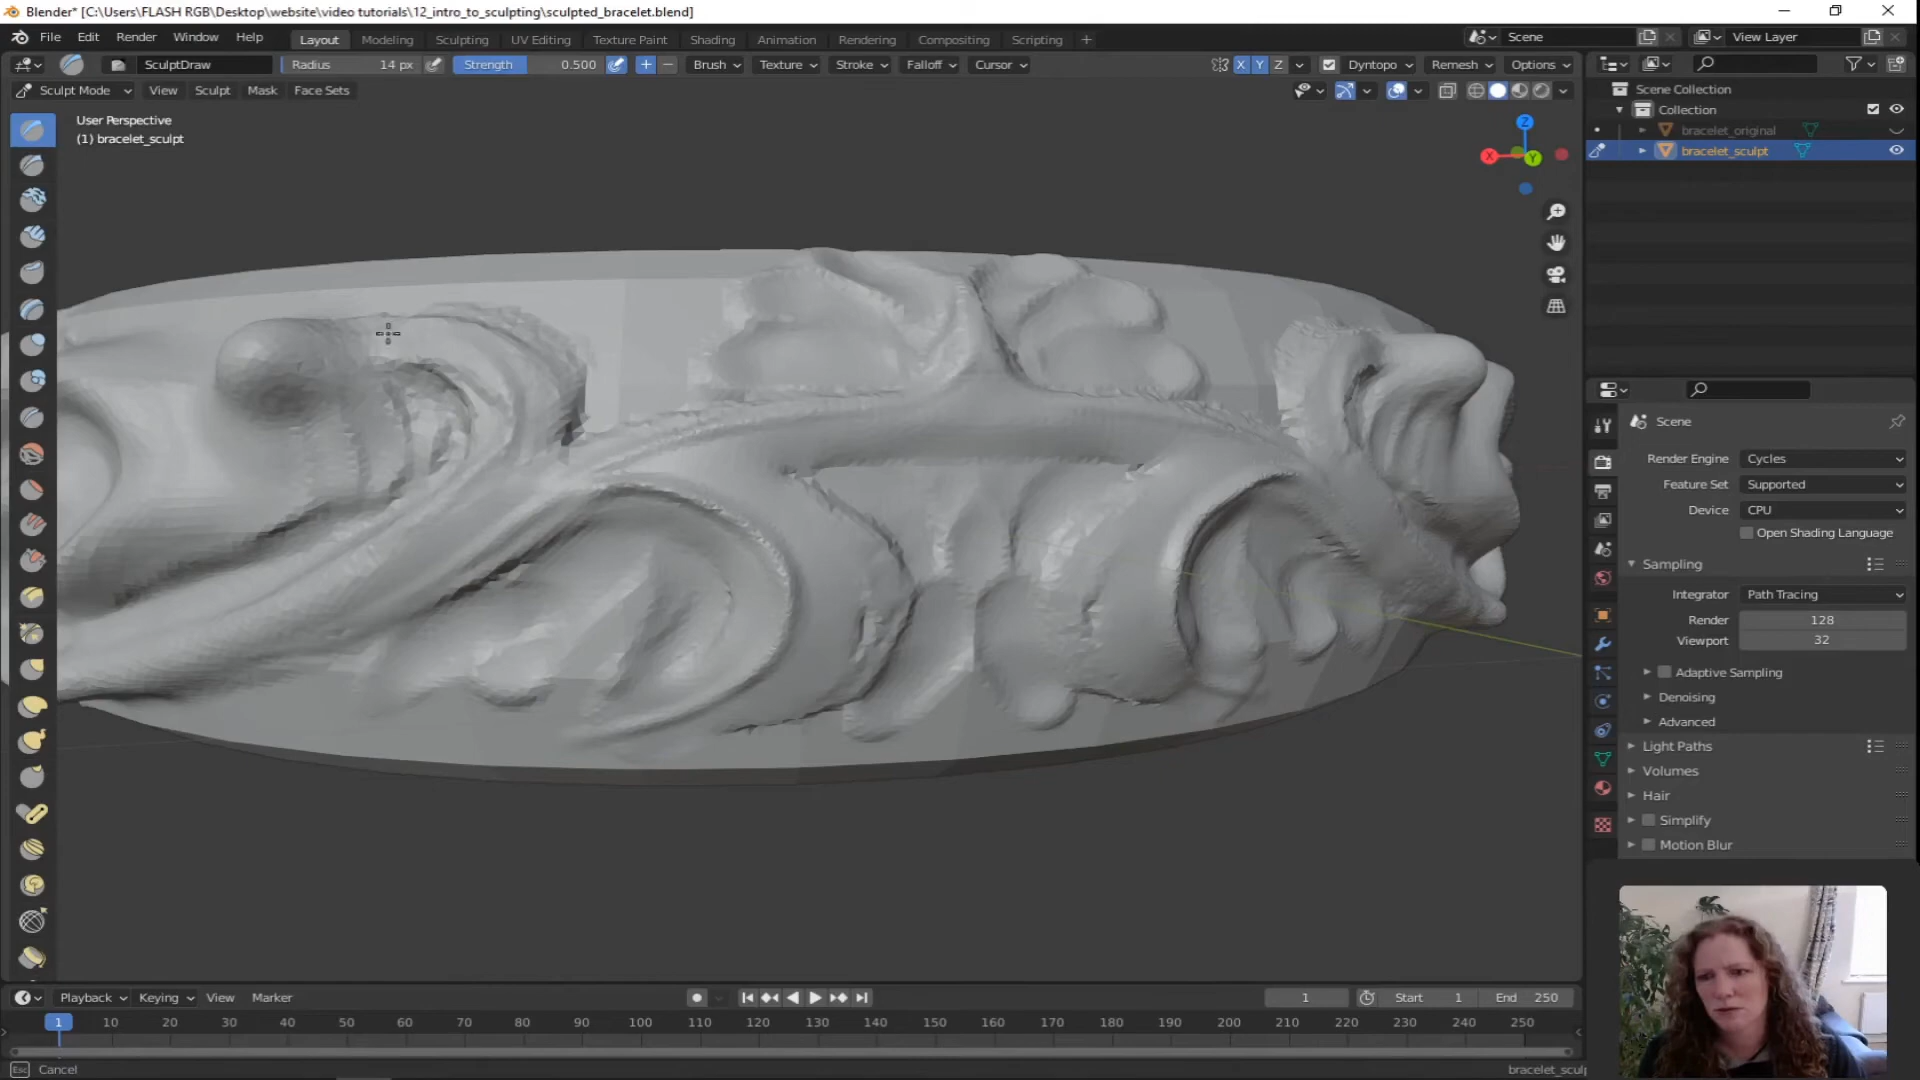 Blender* [C:\Users\FLASH RGB\Desktop\website\video tutorials\12_intro_to_sculpting\sculpted_bracelet.blend]
File Edit Render Window Help Layout Modeling Sculpting UV Editing Texture Paint Shading Animation Rendering Compositing Scripting + Scene View Layer
SculptDraw Radius 14 px Strength 0.500 + − Brush Texture Stroke Falloff Cursor X Y Z Dyntopo Remesh Options
Sculpt Mode View Sculpt Mask Face Sets
User Perspective
(1) bracelet_sculpt
Z
X
Y
Scene Collection
Collection
bracelet_original
bracelet_sculpt
Scene
Render Engine Cycles
Feature Set Supported
Device CPU
Open Shading Language
Sampling
Integrator Path Tracing
Render 128
Viewport 32
Adaptive Sampling
Denoising
Advanced
Light Paths
Volumes
Hair
Simplify
Motion Blur
Playback Keying View Marker 1 Start 1 End 250
1 10 20 30 40 50 60 70 80 90 100 110 120 130 140 150 160 170 180 190 200 210 220 230 240 250
Esc Cancel bracelet_sculp